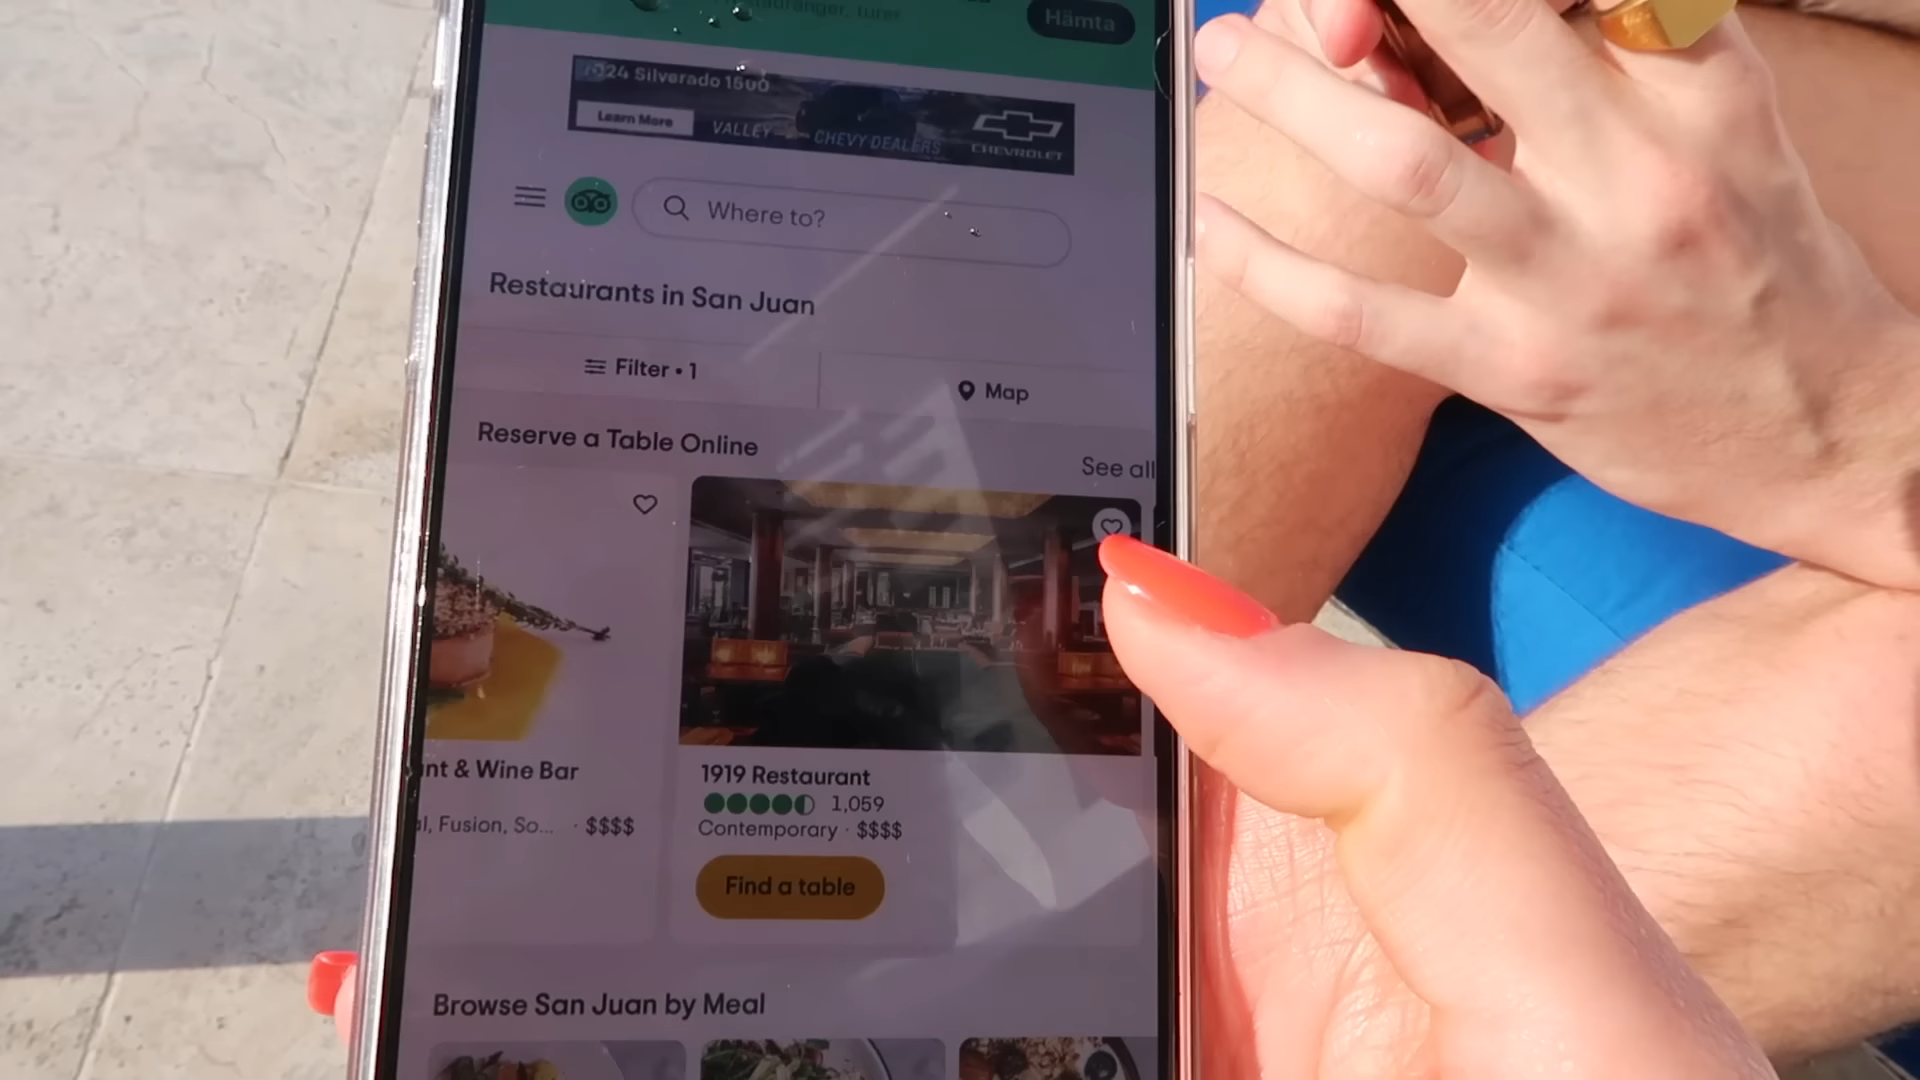 restauranger, turer
Hämta
2024 Silverado 1500
Learn More
VALLEY
CHEVY DEALERS
CHEVROLET
Where to?
Restaurants in San Juan
Filter • 1
Map
Reserve a Table Online
See all
nt & Wine Bar
l, Fusion, So... · $$$$
1919 Restaurant
1,059
Contemporary · $$$$
Find a table
Browse San Juan by Meal